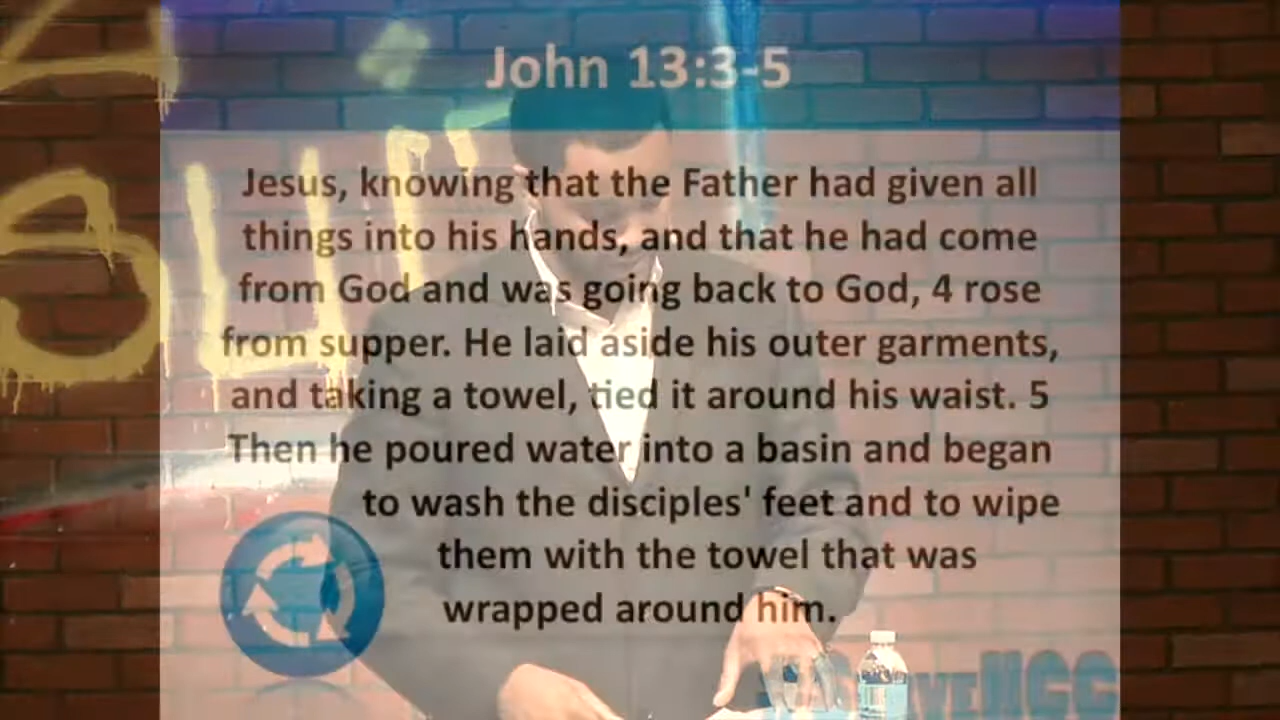 John 13:3-5
Jesus, knowing that the Father had given all
things into his hands, and that he had come
from God and was going back to God, 4 rose
from supper. He laid aside his outer garments,
and taking a towel, tied it around his waist. 5
Then he poured water into a basin and began
to wash the disciples' feet and to wipe
them with the towel that was
wrapped around him.